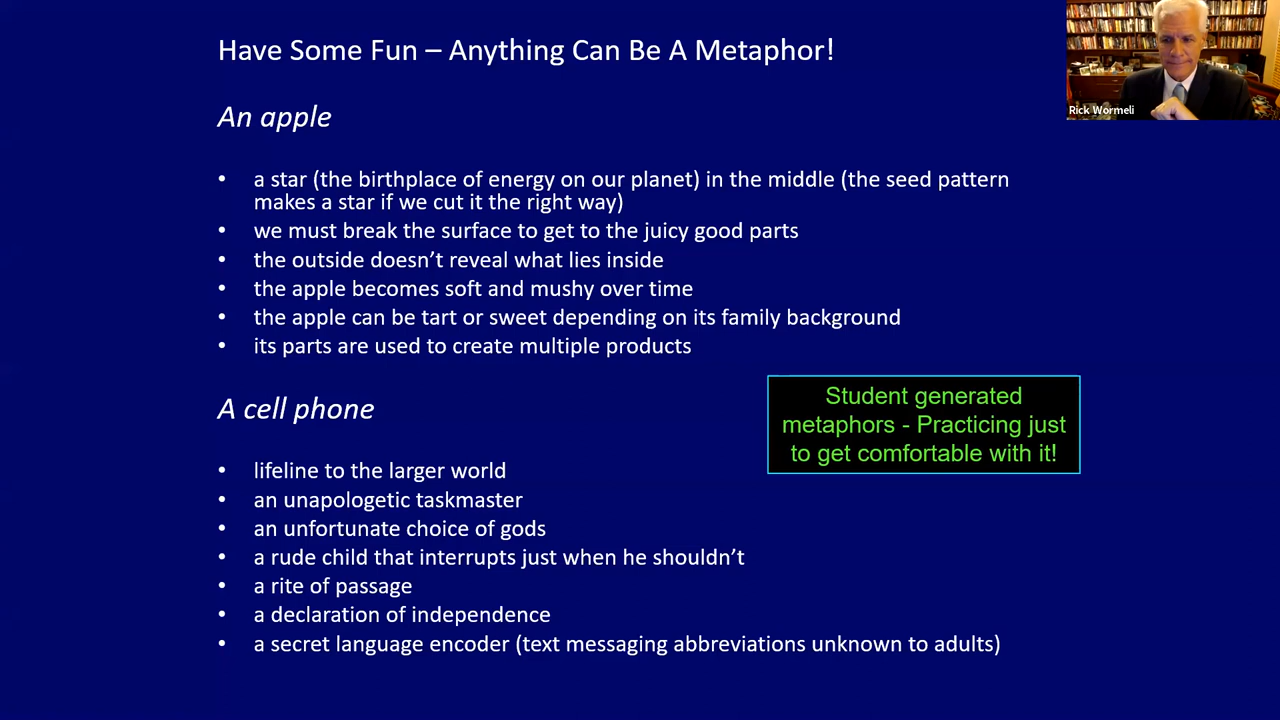 Have Some Fun – Anything Can Be A Metaphor!
Rick Wormeli
An apple
• a star (the birthplace of energy on our planet) in the middle (the seed pattern
makes a star if we cut it the right way)
• we must break the surface to get to the juicy good parts
• the outside doesn’t reveal what lies inside
• the apple becomes soft and mushy over time
• the apple can be tart or sweet depending on its family background
• its parts are used to create multiple products
Student generated
metaphors - Practicing just
to get comfortable with it!
A cell phone
• lifeline to the larger world
• an unapologetic taskmaster
• an unfortunate choice of gods
• a rude child that interrupts just when he shouldn’t
• a rite of passage
• a declaration of independence
• a secret language encoder (text messaging abbreviations unknown to adults)